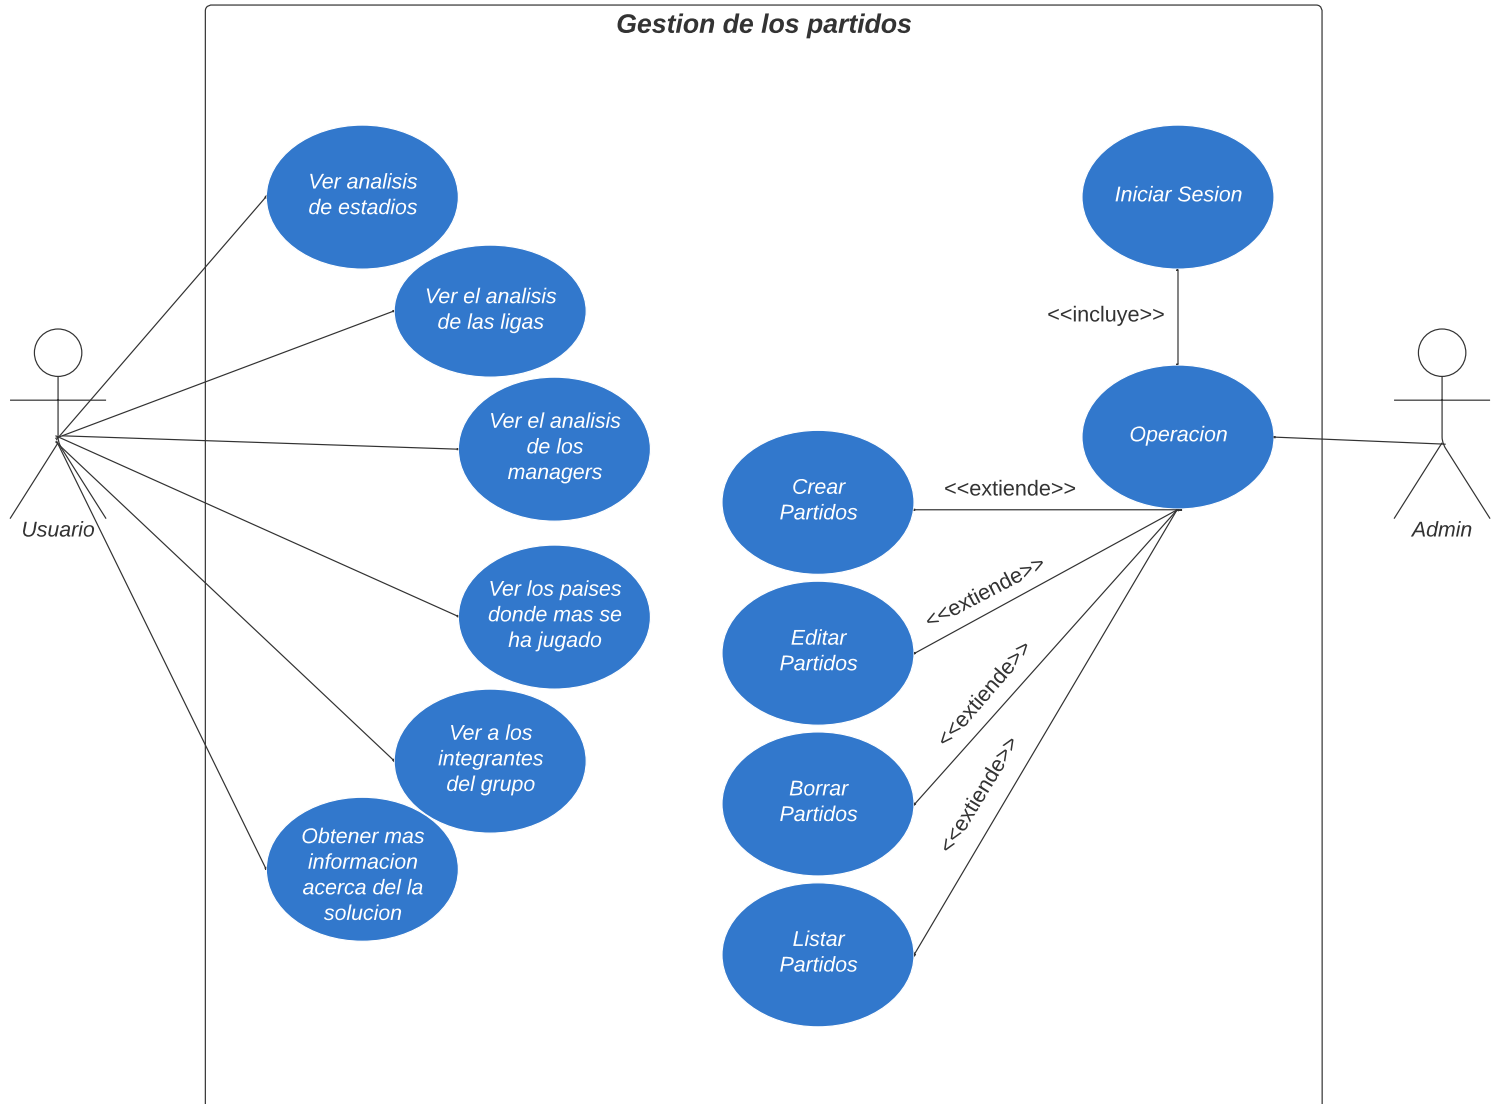 Gestion de los partidos
Ver analisis
de estadios
Ver el analisis
de las ligas
Ver el analisis
de los
managers
Ver los paises
donde mas se
ha jugado
Ver a los
integrantes
del grupo
Obtener mas
informacion
acerca del la
solucion
Usuario
Iniciar Sesion
<<incluye>>
Operacion
Admin
Crear
Partidos
<<extiende>>
Editar
Partidos
<<extiende>>
Borrar
Partidos
<<extiende>>
Listar
Partidos
<<extiende>>